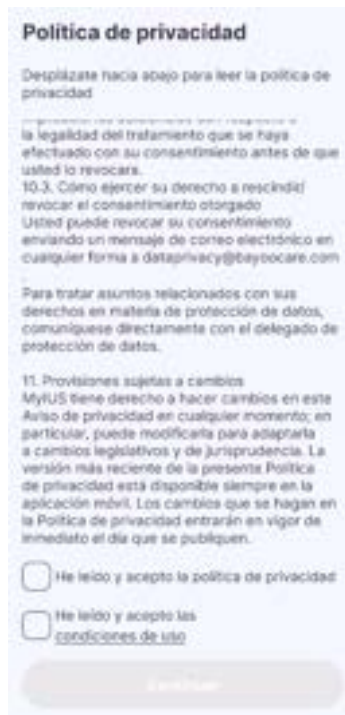 Política de privacidad
Desplázate hacia abajo para leer la política de
privacidad
la legalidad del tratamiento que se haya
efectuado con su consentimiento antes de que
usted lo revocara.
10.3. Cómo ejercer su derecho a rescindid
revocar el consentimiento otorgado
Usted puede revocar su consentimiento
enviando un mensaje de correo electrónico en
cualquier forma a dataprivacy@bayoocare.com
.
Para tratar asuntos relacionados con sus
derechos en materia de protección de datos,
comuníquese directamente con el delegado de
protección de datos.
11. Provisiones sujetas a cambios
MyIUS tiene derecho a hacer cambios en este
Aviso de privacidad en cualquier momento; en
particular, puede modificarla para adaptarla
a cambios legislativos y de jurisprudencia. La
versión más reciente de la presente Política
de privacidad está disponible siempre en la
aplicación móvil. Los cambios que se hagan en
la Política de privacidad entrarán en vigor de
inmediato el día que se publiquen.
He leído y acepto la política de privacidad
He leído y acepto las
condiciones de uso
Continuar